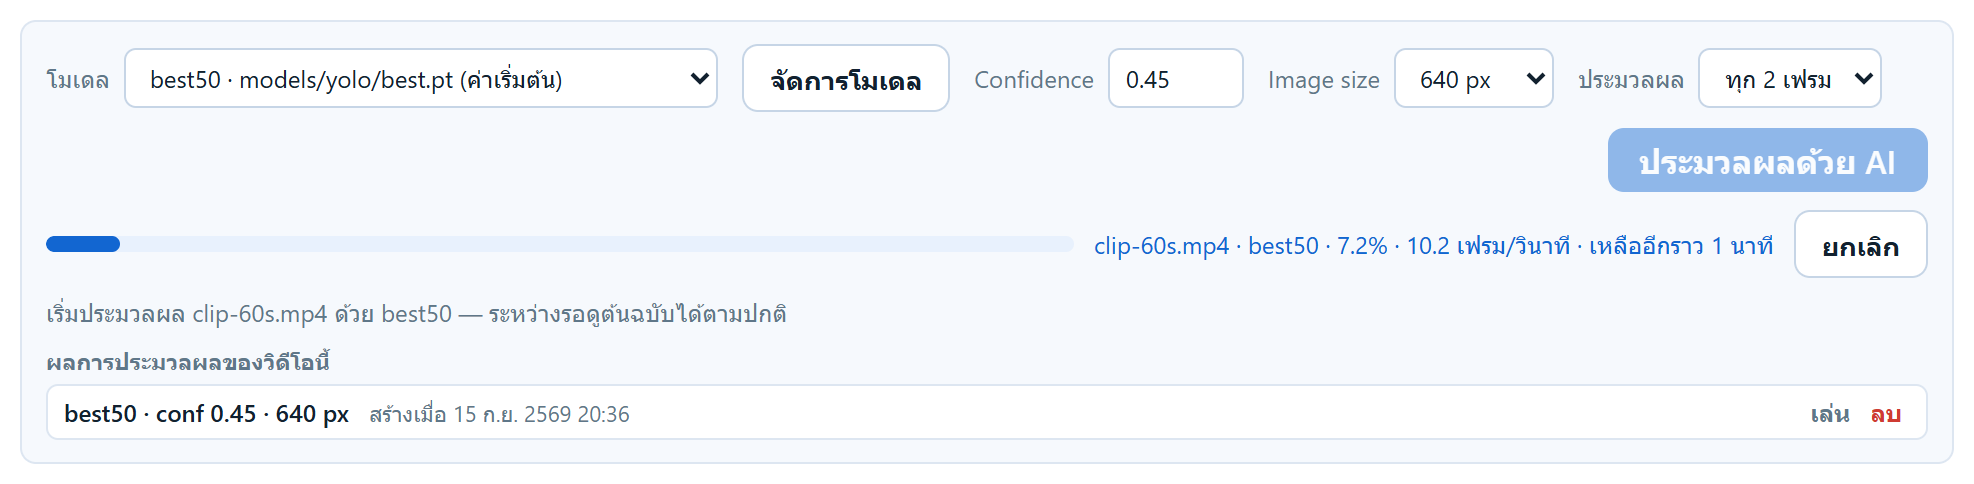 โมเดล best50 · models/yolo/best.pt (ค่าเริ่มต้น) จัดการโมเดล Confidence 0.45 Image size 640 px ประมวลผล ทุก 2 เฟรม
ประมวลผลด้วย AI
clip-60s.mp4 · best50 · 7.2% · 10.2 เฟรม/วินาที · เหลืออีกราว 1 นาที ยกเลิก
เริ่มประมวลผล clip-60s.mp4 ด้วย best50 — ระหว่างรอดูต้นฉบับได้ตามปกติ
ผลการประมวลผลของวิดีโอนี้
best50 · conf 0.45 · 640 px สร้างเมื่อ 15 ก.ย. 2569 20:36 เล่น ลบ